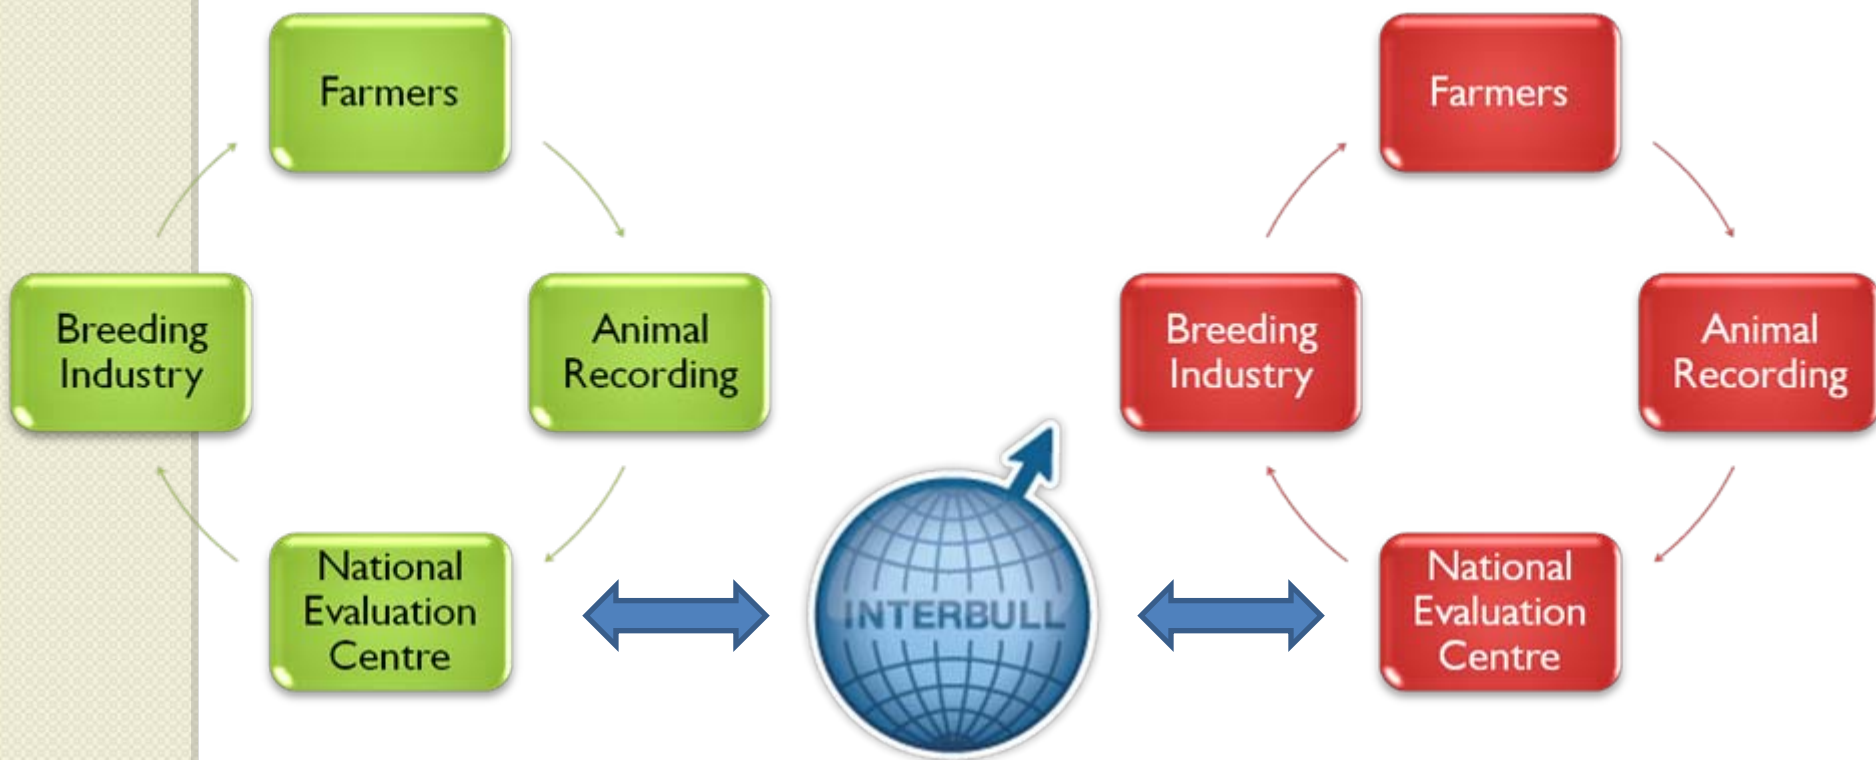 Farmers
Breeding
Industry
Animal
Recording
National
Evaluation
Centre
INTERBULL
Farmers
Breeding
Industry
Animal
Recording
National
Evaluation
Centre